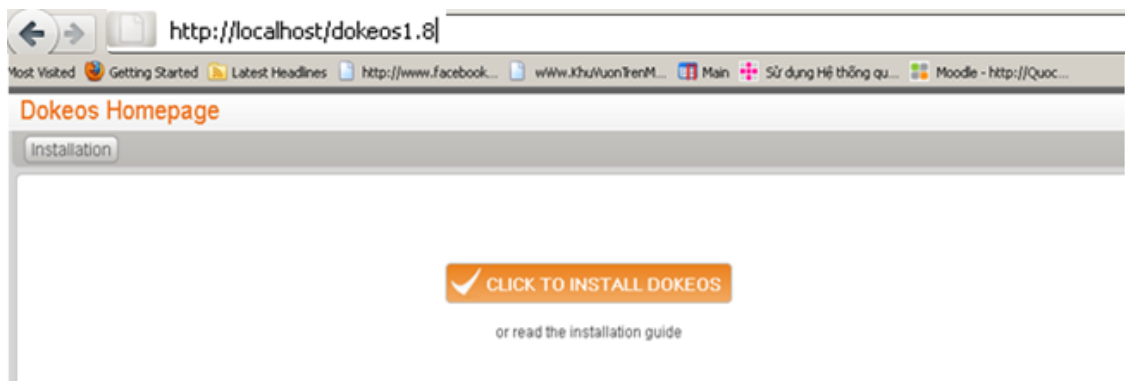 http://localhost/dokeos1.8
Most Visited Getting Started Latest Headlines http://www.facebook... wWw.KhuVuonTrenM... Main Sử dụng Hệ thống qu... Moodle - http://Quoc...
Dokeos Homepage
Installation
CLICK TO INSTALL DOKEOS
or read the installation guide